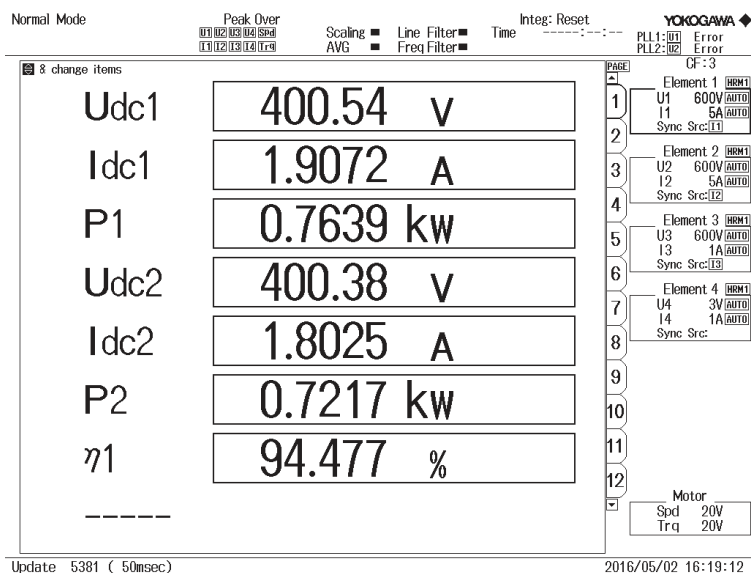 Normal Mode
Peak Over
U1 U2 U3 U4 Spd
I1 I2 I3 I4 Trq
Scaling
AVG
Line Filter
Freq Filter
Integ: Reset
Time -----:--:--
YOKOGAWA
PLL1: U1 Error
PLL2: U2 Error
8 change items
PAGE
CF:3
Udc1 400.54 V
Idc1 1.9072 A
P1 0.7639 kW
Udc2 400.38 V
Idc2 1.8025 A
P2 0.7217 kW
η1 94.477 %
-----
1
2
3
4
5
6
7
8
9
10
11
12
Element 1 HRM1
U1 600V AUTO
I1 5A AUTO
Sync Src: I1
Element 2 HRM1
U2 600V AUTO
I2 5A AUTO
Sync Src: I2
Element 3 HRM1
U3 600V AUTO
I3 1A AUTO
Sync Src: I3
Element 4 HRM1
U4 3V AUTO
I4 1A AUTO
Sync Src:
Motor
Spd 20V
Trq 20V
Update 5381 ( 50msec)
2016/05/02 16:19:12